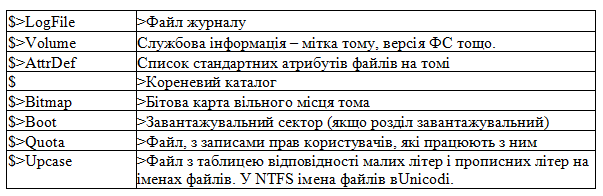 $>LogFile >Файл журналу
$>Volume Службова інформація – мітка тому, версія ФС тощо.
$>AttrDef Список стандартних атрибутів файлів на томі
$ >Кореневий каталог
$>Bitmap >Бітова карта вільного місця тома
$>Boot >Завантажувальний сектор (якщо розділ завантажувальний)
$>Quota >Файл, з записами прав користувачів, які працюють з ним
$>Upcase >Файл з таблицею відповідності малих літер і прописних літер на
іменах файлів. У NTFS імена файлів вUnicodi.